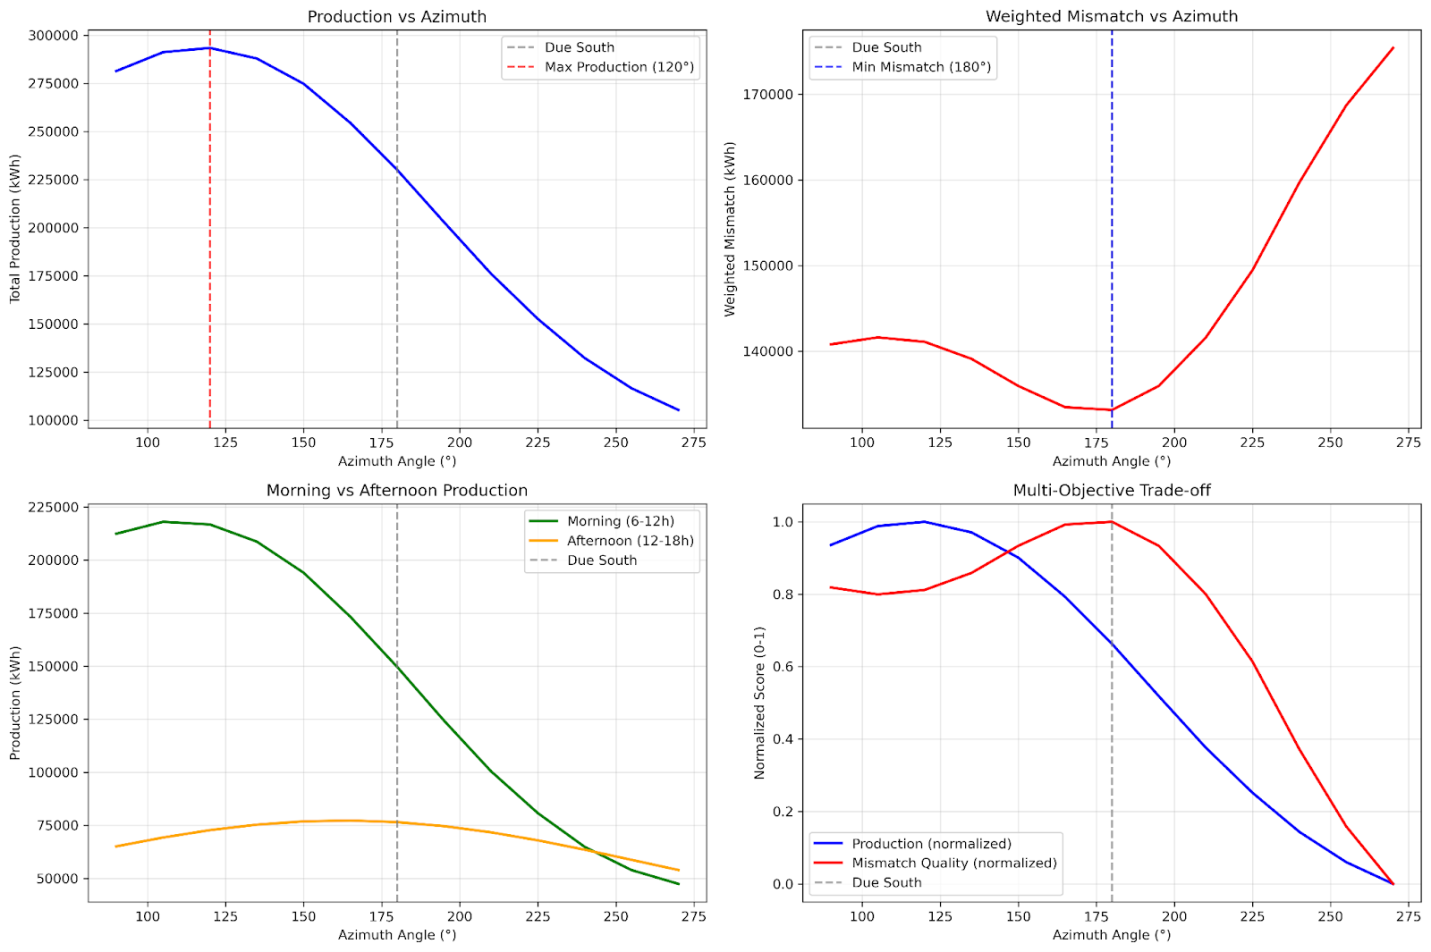 Production vs Azimuth
300000
275000
250000
225000
200000
175000
150000
125000
100000
Total Production (kWh)
Due South
Max Production (120°)
100 125 150 175 200 225 250 275
Azimuth Angle (°)
Weighted Mismatch vs Azimuth
170000
160000
150000
140000
Weighted Mismatch (kWh)
Due South
Min Mismatch (180°)
100 125 150 175 200 225 250 275
Azimuth Angle (°)
Morning vs Afternoon Production
225000
200000
175000
150000
125000
100000
75000
50000
Production (kWh)
Morning (6-12h)
Afternoon (12-18h)
Due South
100 125 150 175 200 225 250 275
Azimuth Angle (°)
Multi-Objective Trade-off
1.0
0.8
0.6
0.4
0.2
0.0
Normalized Score (0-1)
Production (normalized)
Mismatch Quality (normalized)
Due South
100 125 150 175 200 225 250 275
Azimuth Angle (°)